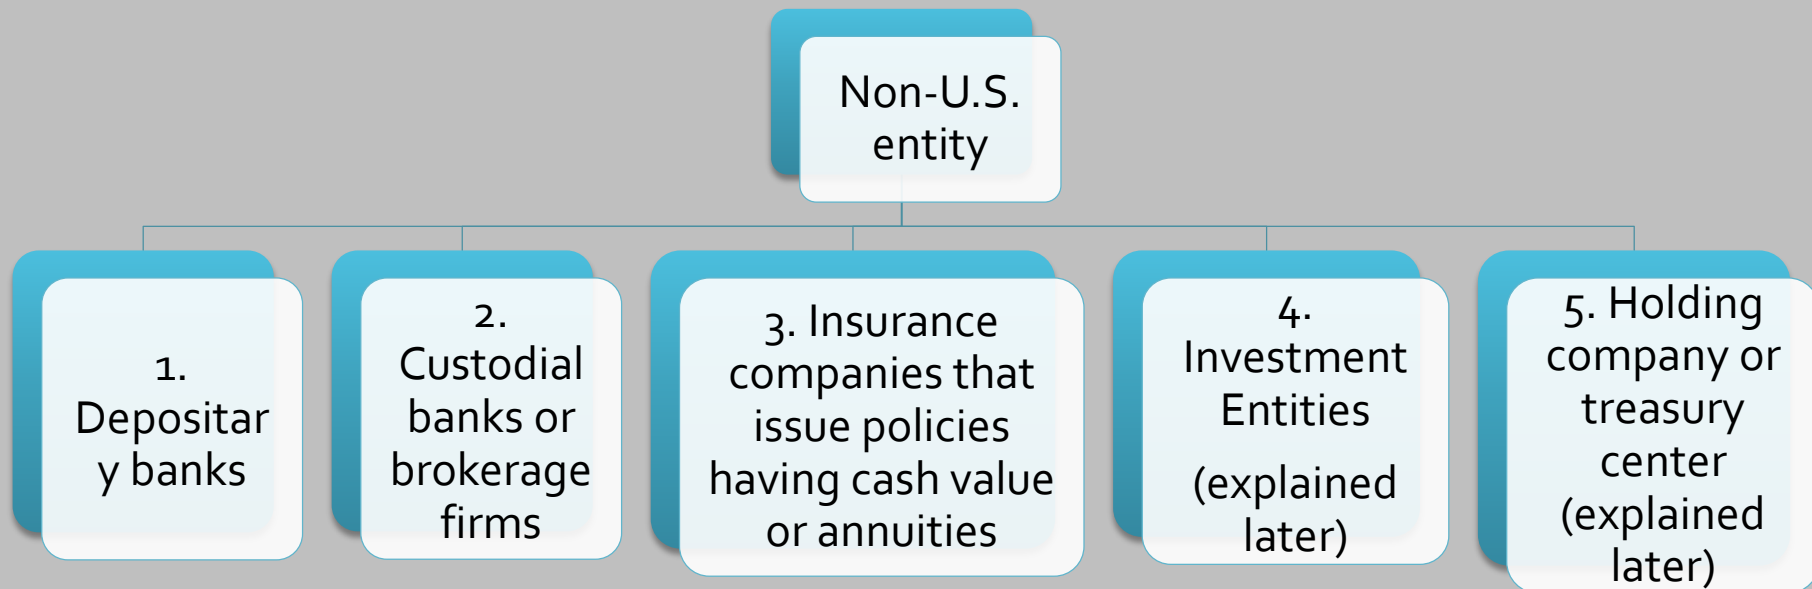 Non-U.S.
entity
1.
Depositar
y banks
2.
Custodial
banks or
brokerage
firms
3. Insurance
companies that
issue policies
having cash value
or annuities
4.
Investment
Entities
(explained
later)
5. Holding
company or
treasury
center
(explained
later)